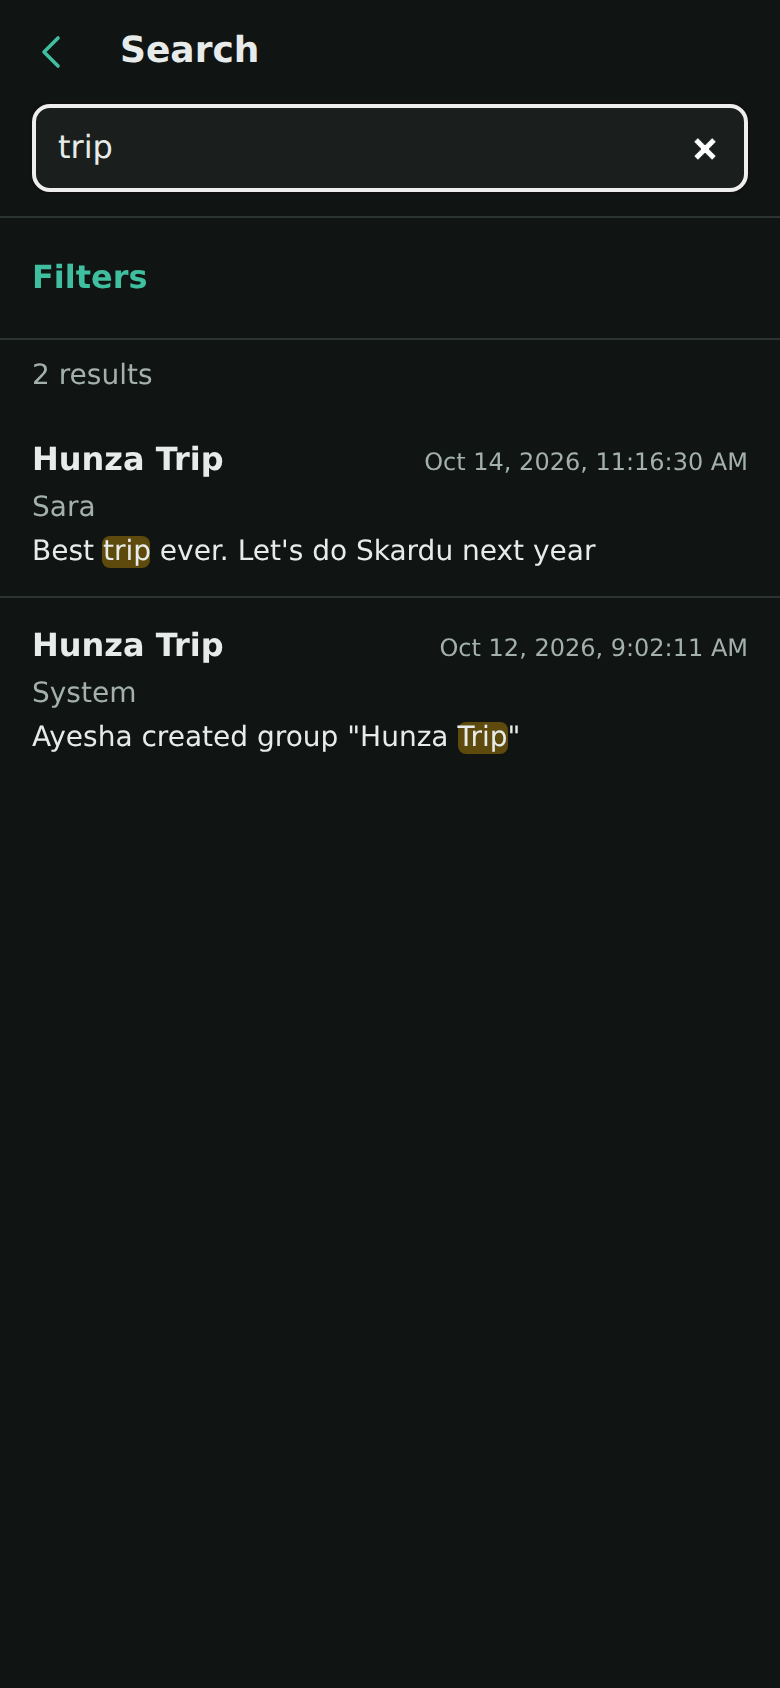 Search
trip
Filters
2 results
Hunza Trip
Oct 14, 2026, 11:16:30 AM
Sara
Best trip ever. Let's do Skardu next year
Hunza Trip
Oct 12, 2026, 9:02:11 AM
System
Ayesha created group "Hunza Trip"